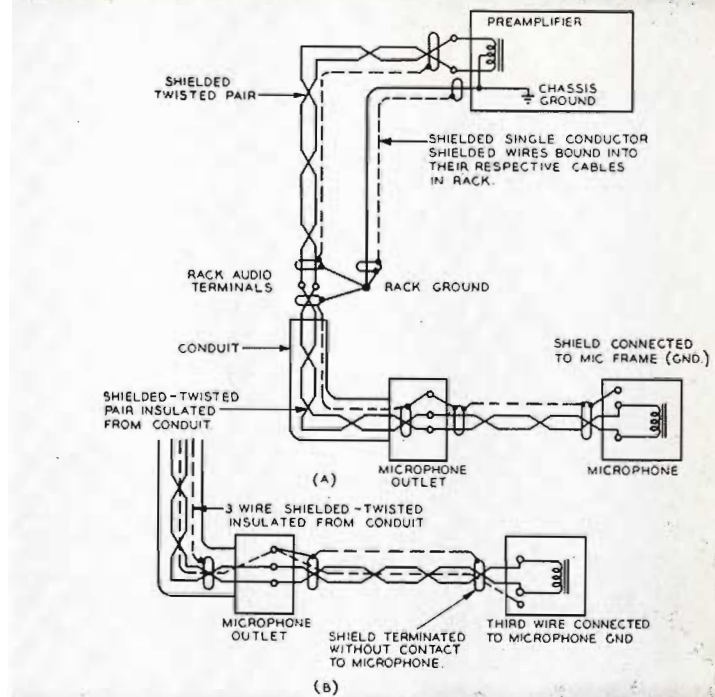 PREAMPLIFIER
SHIELDED
TWISTED PAIR
CHASSIS
GROUND
SHIELDED SINGLE CONDUCTOR
SHIELDED WIRES BOUND INTO
THEIR RESPECTIVE CABLES
IN RACK.
RACK AUDIO
TERMINALS
RACK GROUND
CONDUIT
SHIELD CONNECTED
TO MIC FRAME (GND.)
SHIELDED-TWISTED
PAIR INSULATED
FROM CONDUIT
(A)
MICROPHONE
OUTLET
MICROPHONE
3 WIRE SHIELDED-TWISTED
INSULATED FROM CONDUIT
MICROPHONE
OUTLET
SHIELD TERMINATED
WITHOUT CONTACT
TO MICROPHONE.
THIRD WIRE CONNECTED
TO MICROPHONE GND
(B)